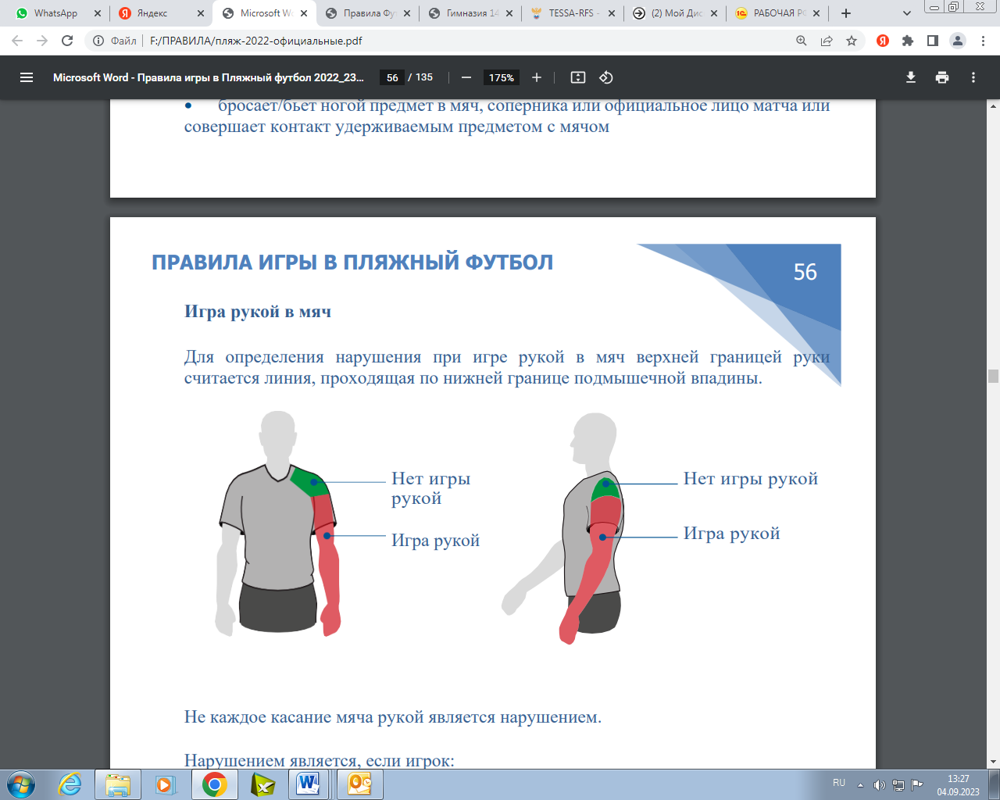 WhatsApp
Яндекс
Microsoft Wo
Правила Фут
Гимназия 14
TESSA-RFS -
(2) Мой Дис
РАБОЧАЯ РФ
Файл
F:/ПРАВИЛА/пляж-2022-официальные.pdf
Microsoft Word - Правила игры в Пляжный футбол 2022_23...
56 / 135
175%
• бросает/бьет ногой предмет в мяч, соперника или официальное лицо матча или
совершает контакт удерживаемым предметом с мячом
ПРАВИЛА ИГРЫ В ПЛЯЖНЫЙ ФУТБОЛ
56
Игра рукой в мяч
Для определения нарушения при игре рукой в мяч верхней границей руки
считается линия, проходящая по нижней границе подмышечной впадины.
Нет игры
рукой
Игра рукой
Нет игры рукой
Игра рукой
Не каждое касание мяча рукой является нарушением.
Нарушением является, если игрок:
RU
13:27
04.09.2023